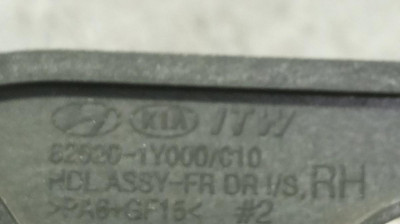 KIA ITW
82620-1Y000/C10
HDL ASSY-FR DR I/S, RH
>PA6+GF15< #2